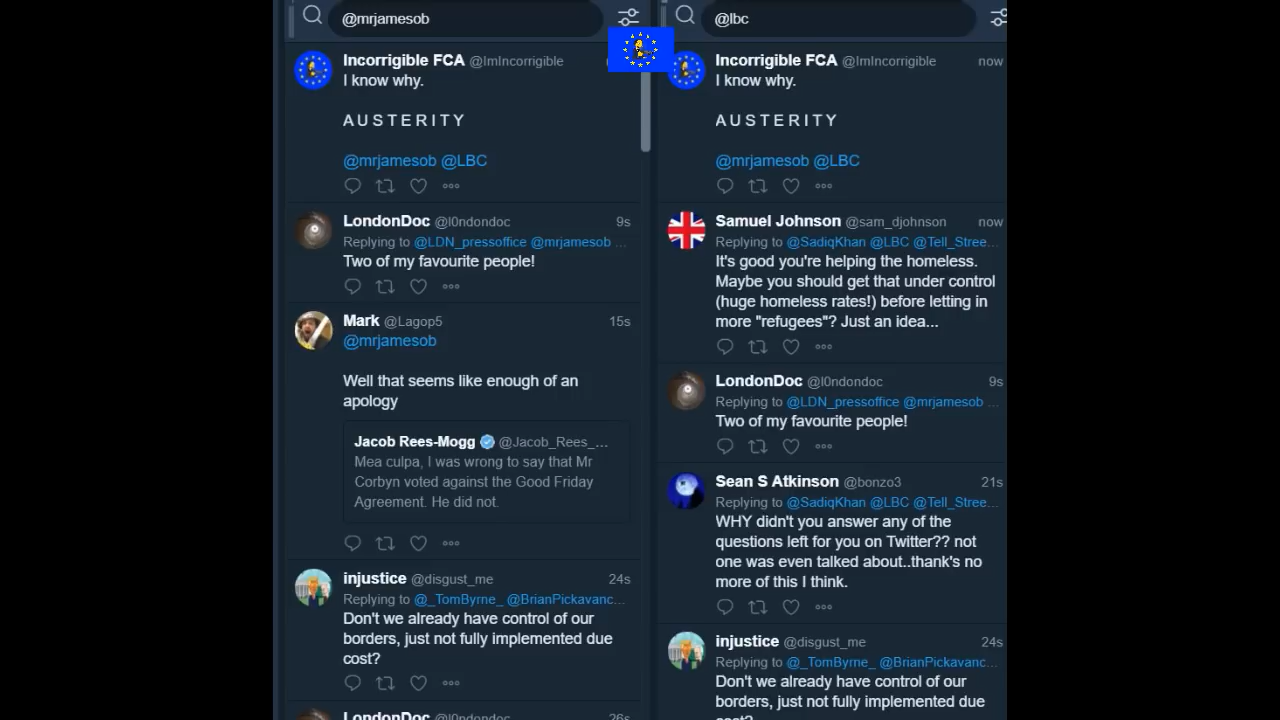 @mrjamesob
Incorrigible FCA @ImIncorrigible
I know why.
A U S T E R I T Y
@mrjamesob @LBC
LondonDoc @l0ndondoc 9s
Replying to @LDN_pressoffice @mrjamesob ...
Two of my favourite people!
Mark @Lagop5 15s
@mrjamesob
Well that seems like enough of an
apology
Jacob Rees-Mogg @Jacob_Rees_...
Mea culpa, I was wrong to say that Mr
Corbyn voted against the Good Friday
Agreement. He did not.
injustice @disgust_me 24s
Replying to @_TomByrne_ @BrianPickavanc...
Don't we already have control of our
borders, just not fully implemented due
cost?
LondonDoc @l0ndondoc 26s
@lbc
Incorrigible FCA @ImIncorrigible now
I know why.
A U S T E R I T Y
@mrjamesob @LBC
Samuel Johnson @sam_djohnson now
Replying to @SadiqKhan @LBC @Tell_Stree...
It's good you're helping the homeless.
Maybe you should get that under control
(huge homeless rates!) before letting in
more "refugees"? Just an idea...
LondonDoc @l0ndondoc 9s
Replying to @LDN_pressoffice @mrjamesob ...
Two of my favourite people!
Sean S Atkinson @bonzo3 21s
Replying to @SadiqKhan @LBC @Tell_Stree...
WHY didn't you answer any of the
questions left for you on Twitter?? not
one was even talked about..thank's no
more of this I think.
injustice @disgust_me 24s
Replying to @_TomByrne_ @BrianPickavanc...
Don't we already have control of our
borders, just not fully implemented due
cost?